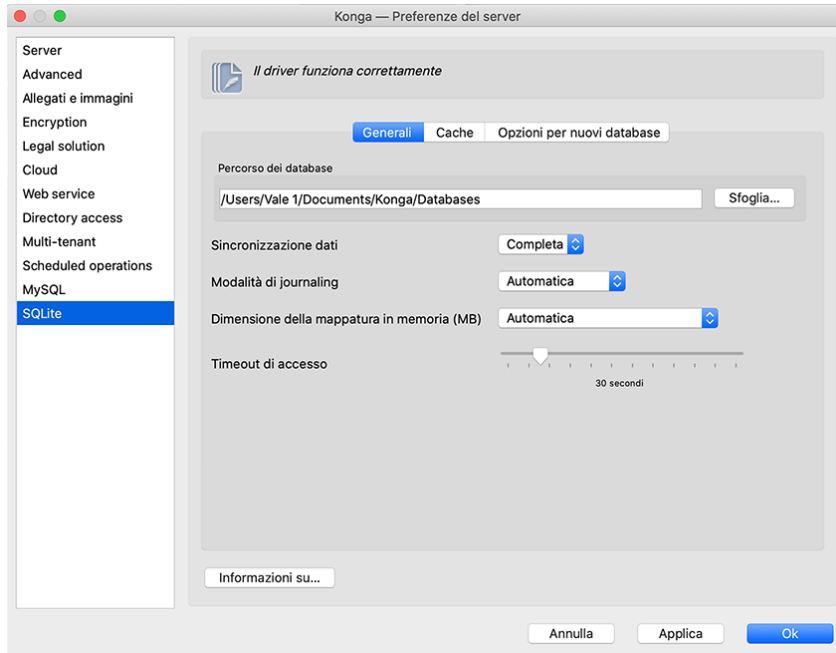 Konga — Preferenze del server
Server
Advanced
Allegati e immagini
Encryption
Legal solution
Cloud
Web service
Directory access
Multi-tenant
Scheduled operations
MySQL
SQLite
Il driver funziona correttamente
Generali Cache Opzioni per nuovi database
Percorso dei database
/Users/Vale 1/Documents/Konga/Databases Sfoglia...
Sincronizzazione dati Completa
Modalità di journaling Automatica
Dimensione della mappatura in memoria (MB) Automatica
Timeout di accesso
30 secondi
Informazioni su...
Annulla Applica Ok